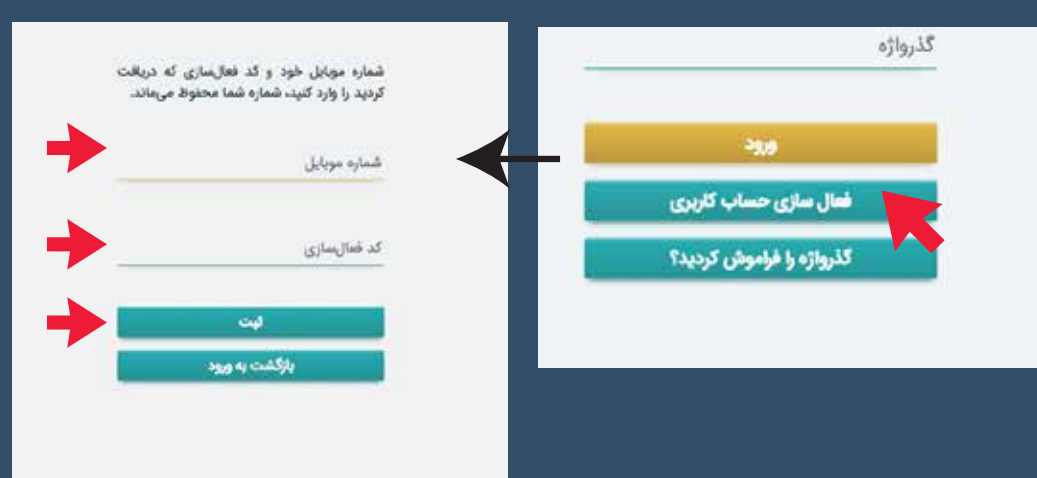 گذرواژه
ورود
فعال سازی حساب کاربری
گذرواژه را فراموش کردید؟
شماره موبایل خود و کد فعال‌سازی که دریافت
کردید را وارد کنید، شماره شما محفوظ می‌ماند.
شماره موبایل
کد فعال‌سازی
ثبت
بازگشت به ورود